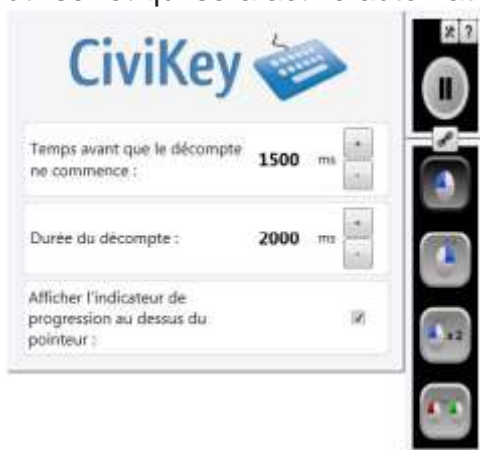 CiviKey
?
Temps avant que le décompte
ne commence :
1500 ms
+
-
Durée du décompte :
2000 ms
+
-
Afficher l'indicateur de
progression au dessus du
pointeur :
x 2